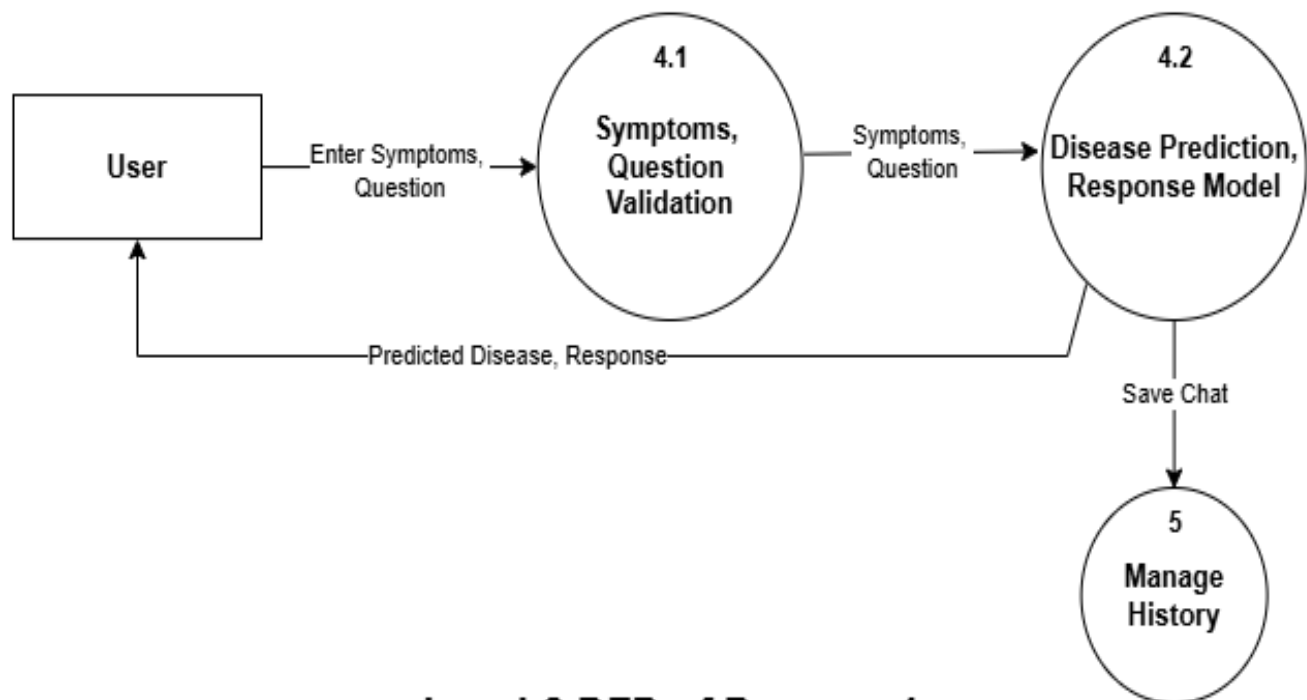 4.1
4.2
Symptoms,
Question
Validation
User
Enter Symptoms,
Question
Symptoms,
Question
Disease Prediction,
Response Model
Predicted Disease, Response
Save Chat
5
Manage
History